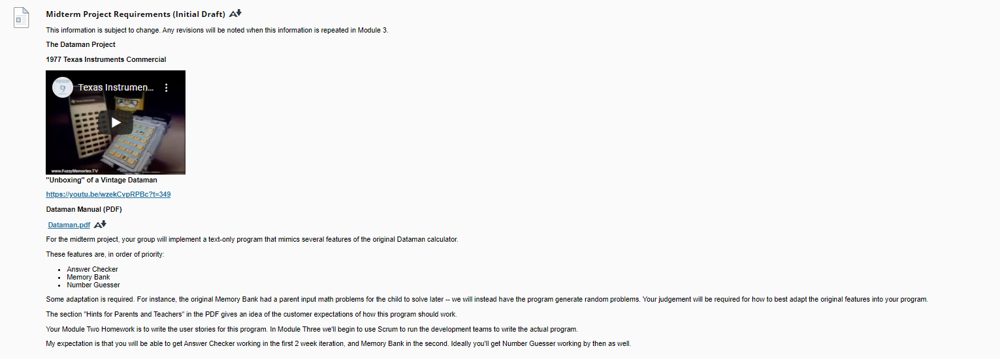 Midterm Project Requirements (Initial Draft)
This information is subject to change. Any revisions will be noted when this information is repeated in Module 3.
The Dataman Project
1977 Texas Instruments Commercial
Texas Instrumen...
www.FuzzyMemories.TV
"Unboxing" of a Vintage Dataman
https://youtu.be/wzekCvpRPBc?t=349
Dataman Manual (PDF)
Dataman.pdf
For the midterm project, your group will implement a text-only program that mimics several features of the original Dataman calculator.
These features are, in order of priority:
• Answer Checker
• Memory Bank
• Number Guesser
Some adaptation is required. For instance, the original Memory Bank had a parent input math problems for the child to solve later -- we will instead have the program generate random problems. Your judgement will be required for how to best adapt the original features into your program.
The section "Hints for Parents and Teachers" in the PDF gives an idea of the customer expectations of how this program should work.
Your Module Two Homework is to write the user stories for this program. In Module Three we'll begin to use Scrum to run the development teams to write the actual program.
My expectation is that you will be able to get Answer Checker working in the first 2 week iteration, and Memory Bank in the second. Ideally you'll get Number Guesser working by then as well.